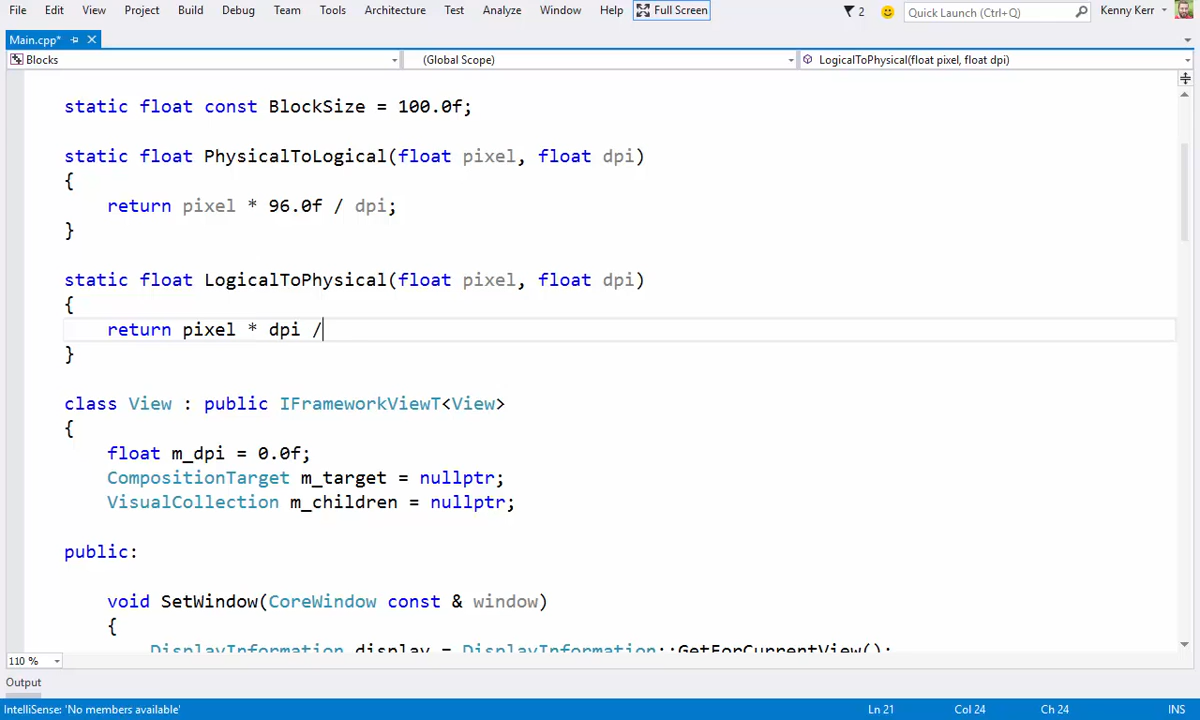 File Edit View Project Build Debug Team Tools Architecture Test Analyze Window Help Full Screen 2 Quick Launch (Ctrl+Q) Kenny Kerr
Main.cpp*
Blocks (Global Scope) LogicalToPhysical(float pixel, float dpi)
static float const BlockSize = 100.0f;
static float PhysicalToLogical(float pixel, float dpi)
{
return pixel * 96.0f / dpi;
}
static float LogicalToPhysical(float pixel, float dpi)
{
return pixel * dpi /
}
class View : public IFrameworkViewT<View>
{
float m_dpi = 0.0f;
CompositionTarget m_target = nullptr;
VisualCollection m_children = nullptr;
public:
void SetWindow(CoreWindow const & window)
{
DisplayInformation display = DisplayInformation::GetForCurrentView();
110 %
Output
IntelliSense: 'No members available' Ln 21 Col 24 Ch 24 INS